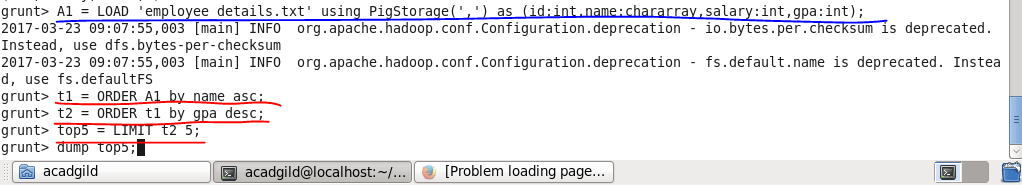 grunt> A1 = LOAD 'employee details.txt' using PigStorage(',') as (id:int,name:chararray,salary:int,gpa:int);
2017-03-23 09:07:55,003 [main] INFO  org.apache.hadoop.conf.Configuration.deprecation - io.bytes.per.checksum is deprecated.
Instead, use dfs.bytes-per-checksum
2017-03-23 09:07:55,003 [main] INFO  org.apache.hadoop.conf.Configuration.deprecation - fs.default.name is deprecated. Instea
d, use fs.defaultFS
grunt> t1 = ORDER A1 by name asc;
grunt> t2 = ORDER t1 by gpa desc;
grunt> top5 = LIMIT t2 5;
grunt> dump top5;
acadgild
acadgild@localhost:~/...
[Problem loading page...